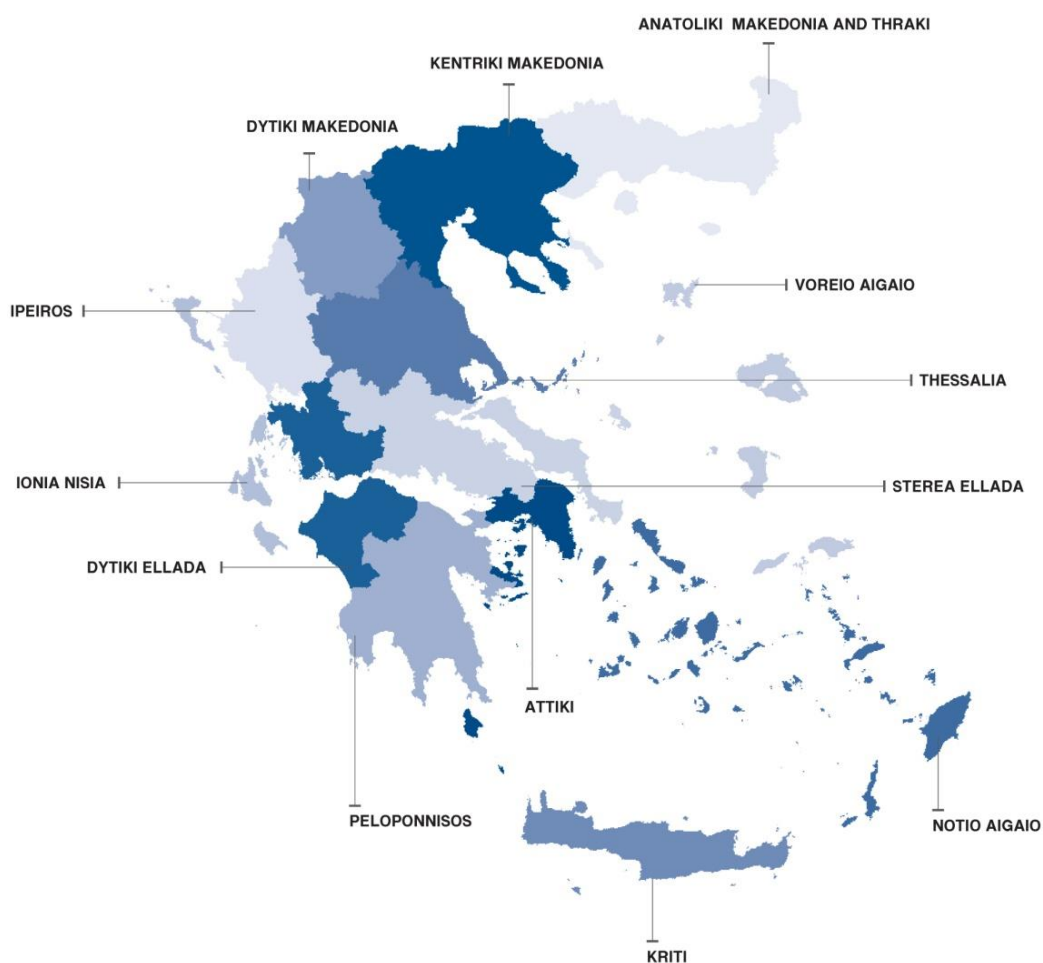 ANATOLIKI MAKEDONIA AND THRAKI
KENTRIKI MAKEDONIA
DYTIKI MAKEDONIA
VOREIO AIGAIO
IPEIROS
THESSALIA
IONIA NISIA
STEREA ELLADA
DYTIKI ELLADA
ATTIKI
PELOPONNISOS
NOTIO AIGAIO
KRITI